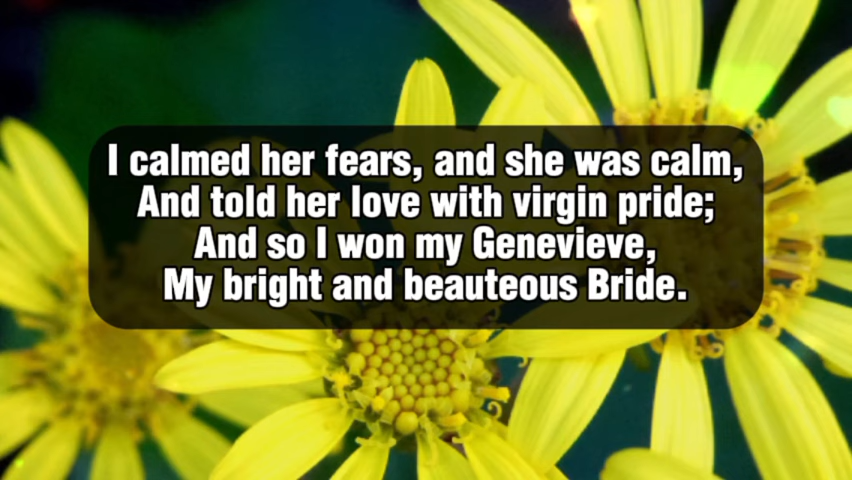 I calmed her fears, and she was calm,
And told her love with virgin pride;
And so I won my Genevieve,
My bright and beauteous Bride.